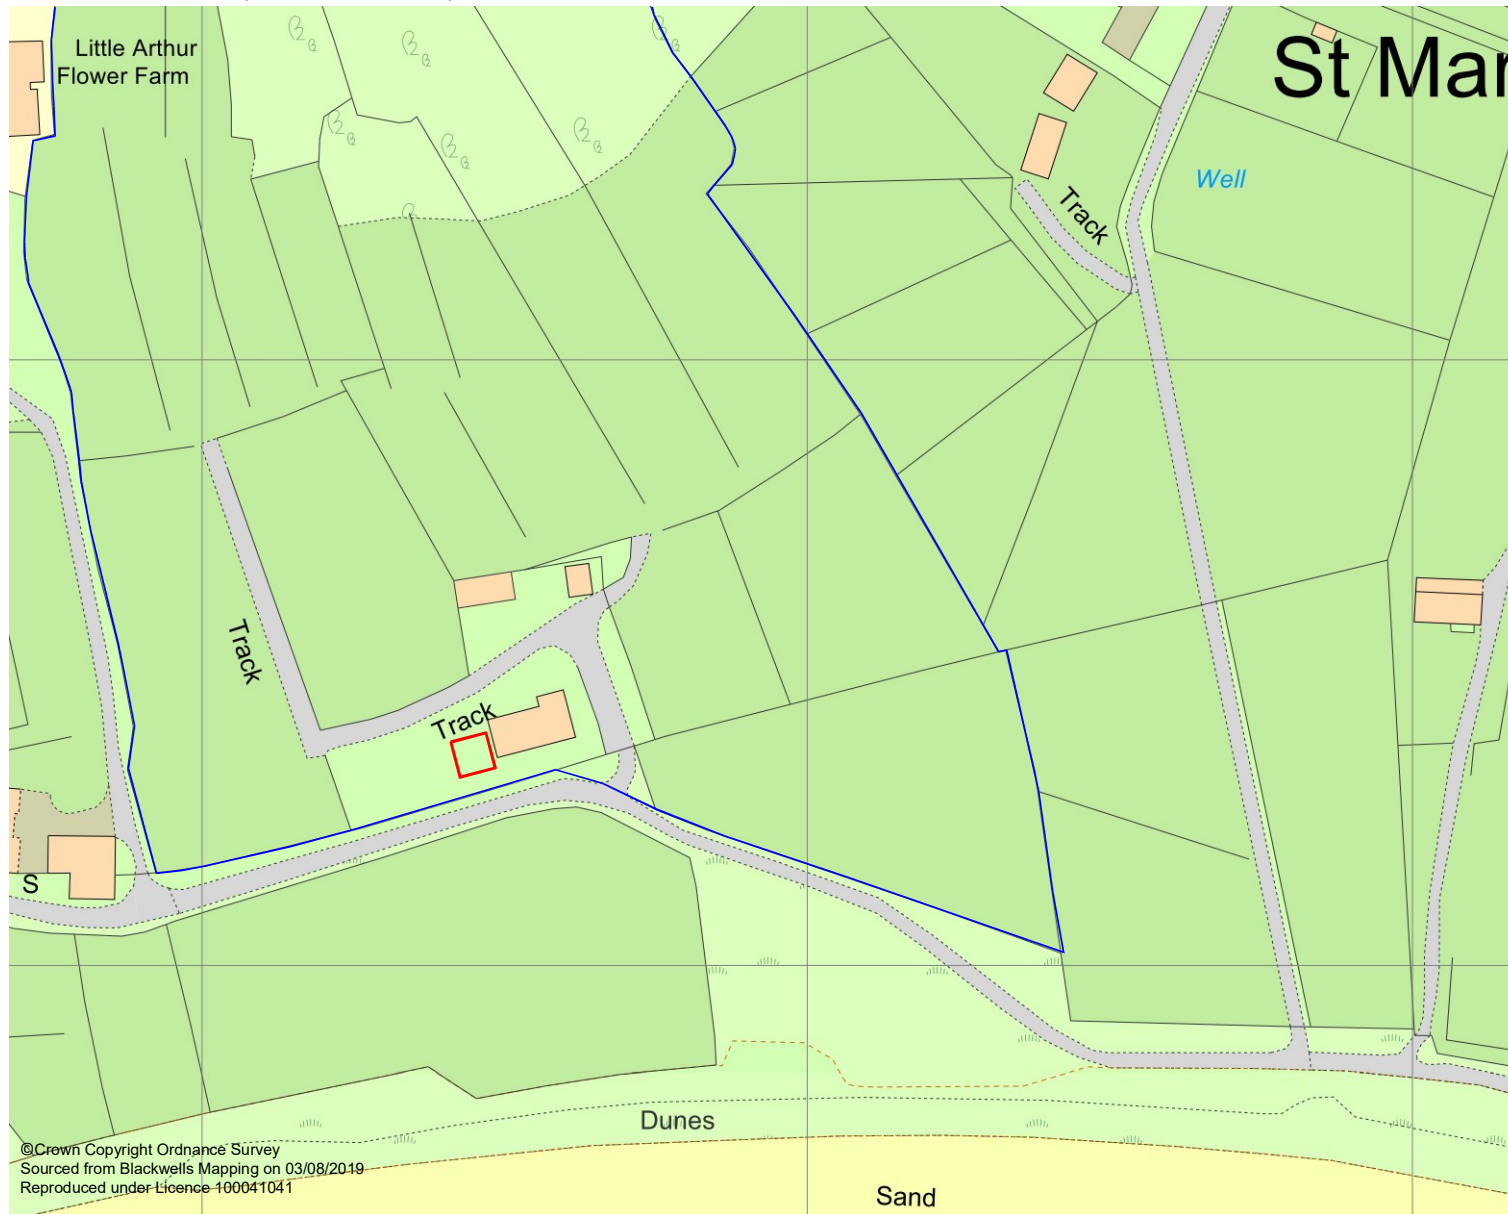 Little Arthur
Flower Farm
St Mar
Well
Track
Track
Track
S
Dunes
©Crown Copyright Ordnance Survey
Sourced from Blackwells Mapping on 03/08/2019
Reproduced under Licence 100041041
Sand